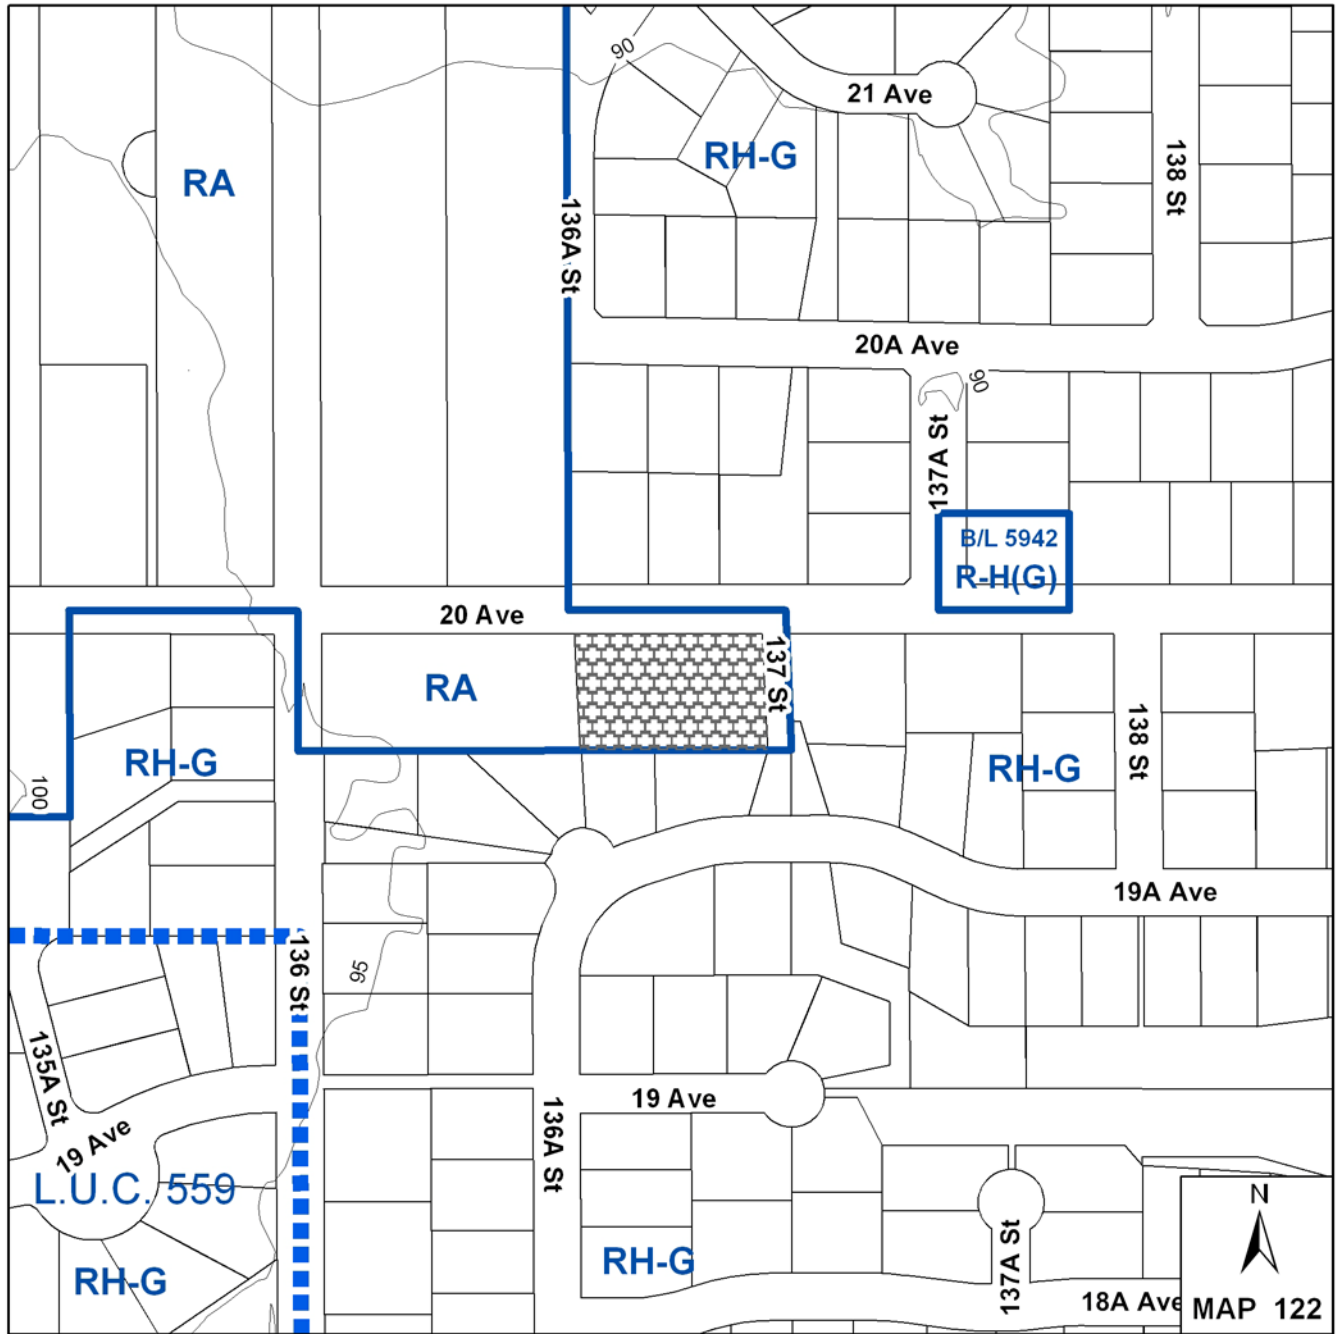 90
21 Ave
RH-G
RA
138 St
136A St
20A Ave
90
137A St
B/L 5942
R-H(G)
20 Ave
137 St
RA
138 St
RH-G
RH-G
100
19A Ave
136 St
95
135A St
19 Ave
136A St
19 Ave
L.U.C. 559
N
137A St
RH-G
RH-G
18A Ave
MAP 122